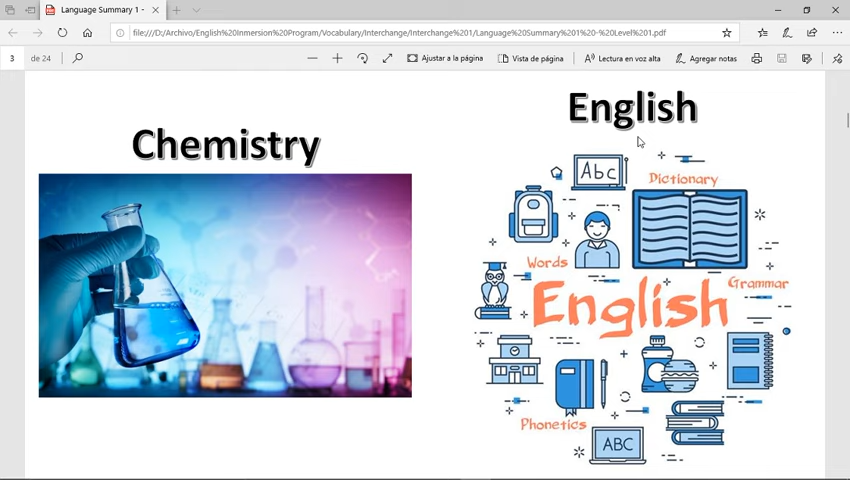 Language Summary 1 -
file:///D:/Archivo/English%20Inmersion%20Program/Vocabulary/Interchange/Interchange%201/Language%20Summary%201%20-%20Level%201.pdf
3 de 24
Ajustar a la página
Vista de página
Lectura en voz alta
Agregar notas
Chemistry
English
Abc
Dictionary
Words
Grammar
English
Phonetics
ABC